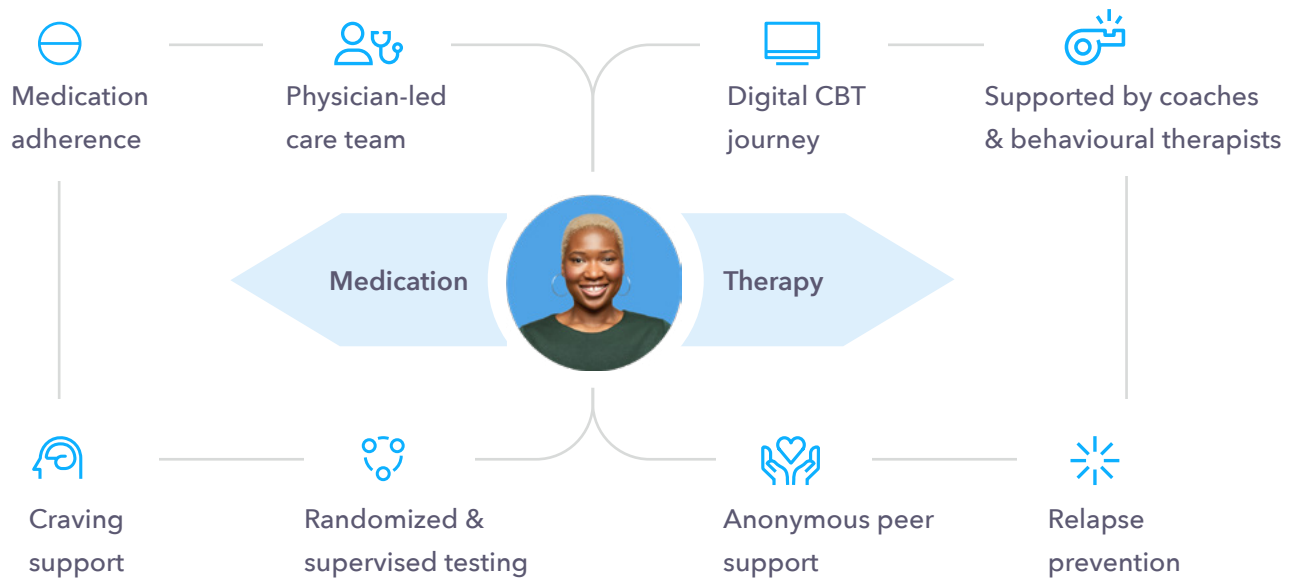 Medication
adherence
Physician-led
care team
Digital CBT
journey
Supported by coaches
& behavioural therapists
Medication
Therapy
Craving
support
Randomized &
supervised testing
Anonymous peer
support
Relapse
prevention